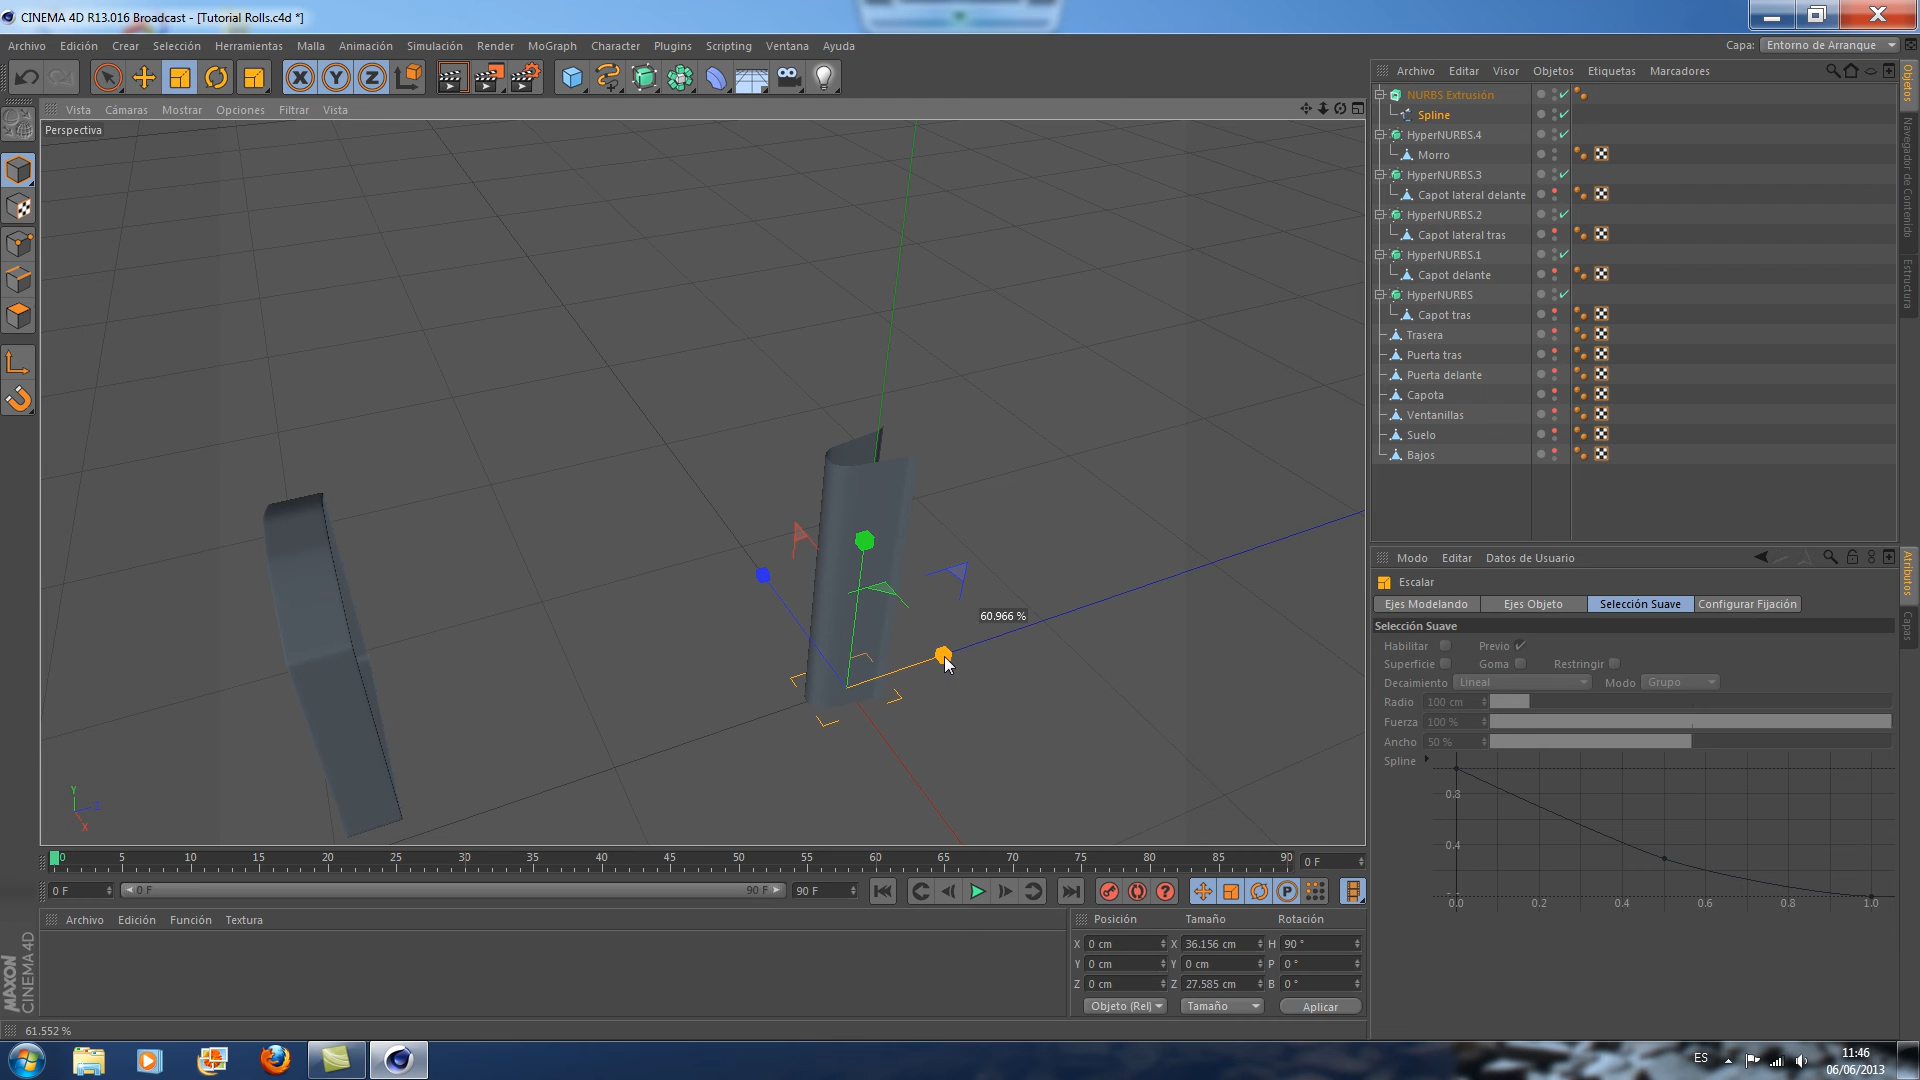 CINEMA 4D R13.016 Broadcast - [Tutorial Rolls.c4d *]
Archivo Edición Crear Selección Herramientas Malla Animación Simulación Render MoGraph Character Plugins Scripting Ventana Ayuda
Capa: Entorno de Arranque
Vista Cámaras Mostrar Opciones Filtrar Vista
Perspectiva
60.966 %
Y
Z
X
Archivo Editar Visor Objetos Etiquetas Marcadores
NURBS Extrusión
Spline
HyperNURBS.4
Morro
HyperNURBS.3
Capot lateral delante
HyperNURBS.2
Capot lateral tras
HyperNURBS.1
Capot delante
HyperNURBS
Capot tras
Trasera
Puerta tras
Puerta delante
Capota
Ventanillas
Suelo
Bajos
Objetos
Navegador de Contenido
Estructura
Modo Editar Datos de Usuario
Escalar
Ejes Modelando Ejes Objeto Selección Suave Configurar Fijación
Selección Suave
Habilitar Previo
Superficie Goma Restringir
Decaimiento Lineal Modo Grupo
Radio 100 cm
Fuerza 100 %
Ancho 50 %
Spline
0.8
0.4
0.0 0.2 0.4 0.6 0.8 1.0
Atributos
Capas
0 5 10 15 20 25 30 35 40 45 50 55 60 65 70 75 80 85 90 0 F
0 F 0 F 90 F 90 F
Archivo Edición Función Textura
Posición Tamaño Rotación
X 0 cm X 36.156 cm H 90 °
Y 0 cm Y 0 cm P 0 °
Z 0 cm Z 27.585 cm B 0 °
Objeto (Rel) Tamaño Aplicar
MAXON
CINEMA 4D
61.552 %
ES
11:46
06/06/2013